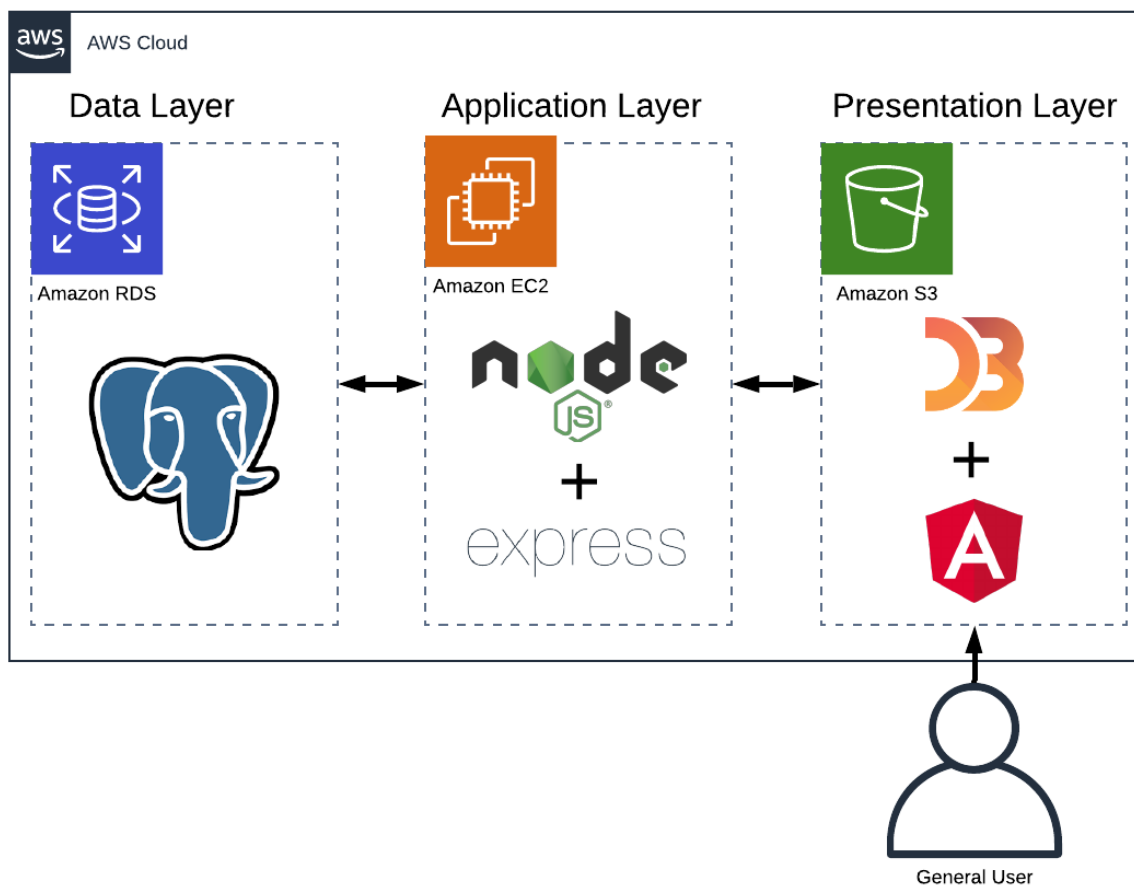 aws
AWS Cloud
Data Layer
Application Layer
Presentation Layer
Amazon RDS
Amazon EC2
Amazon S3
node
JS®
D3
+
+
express
A
General User